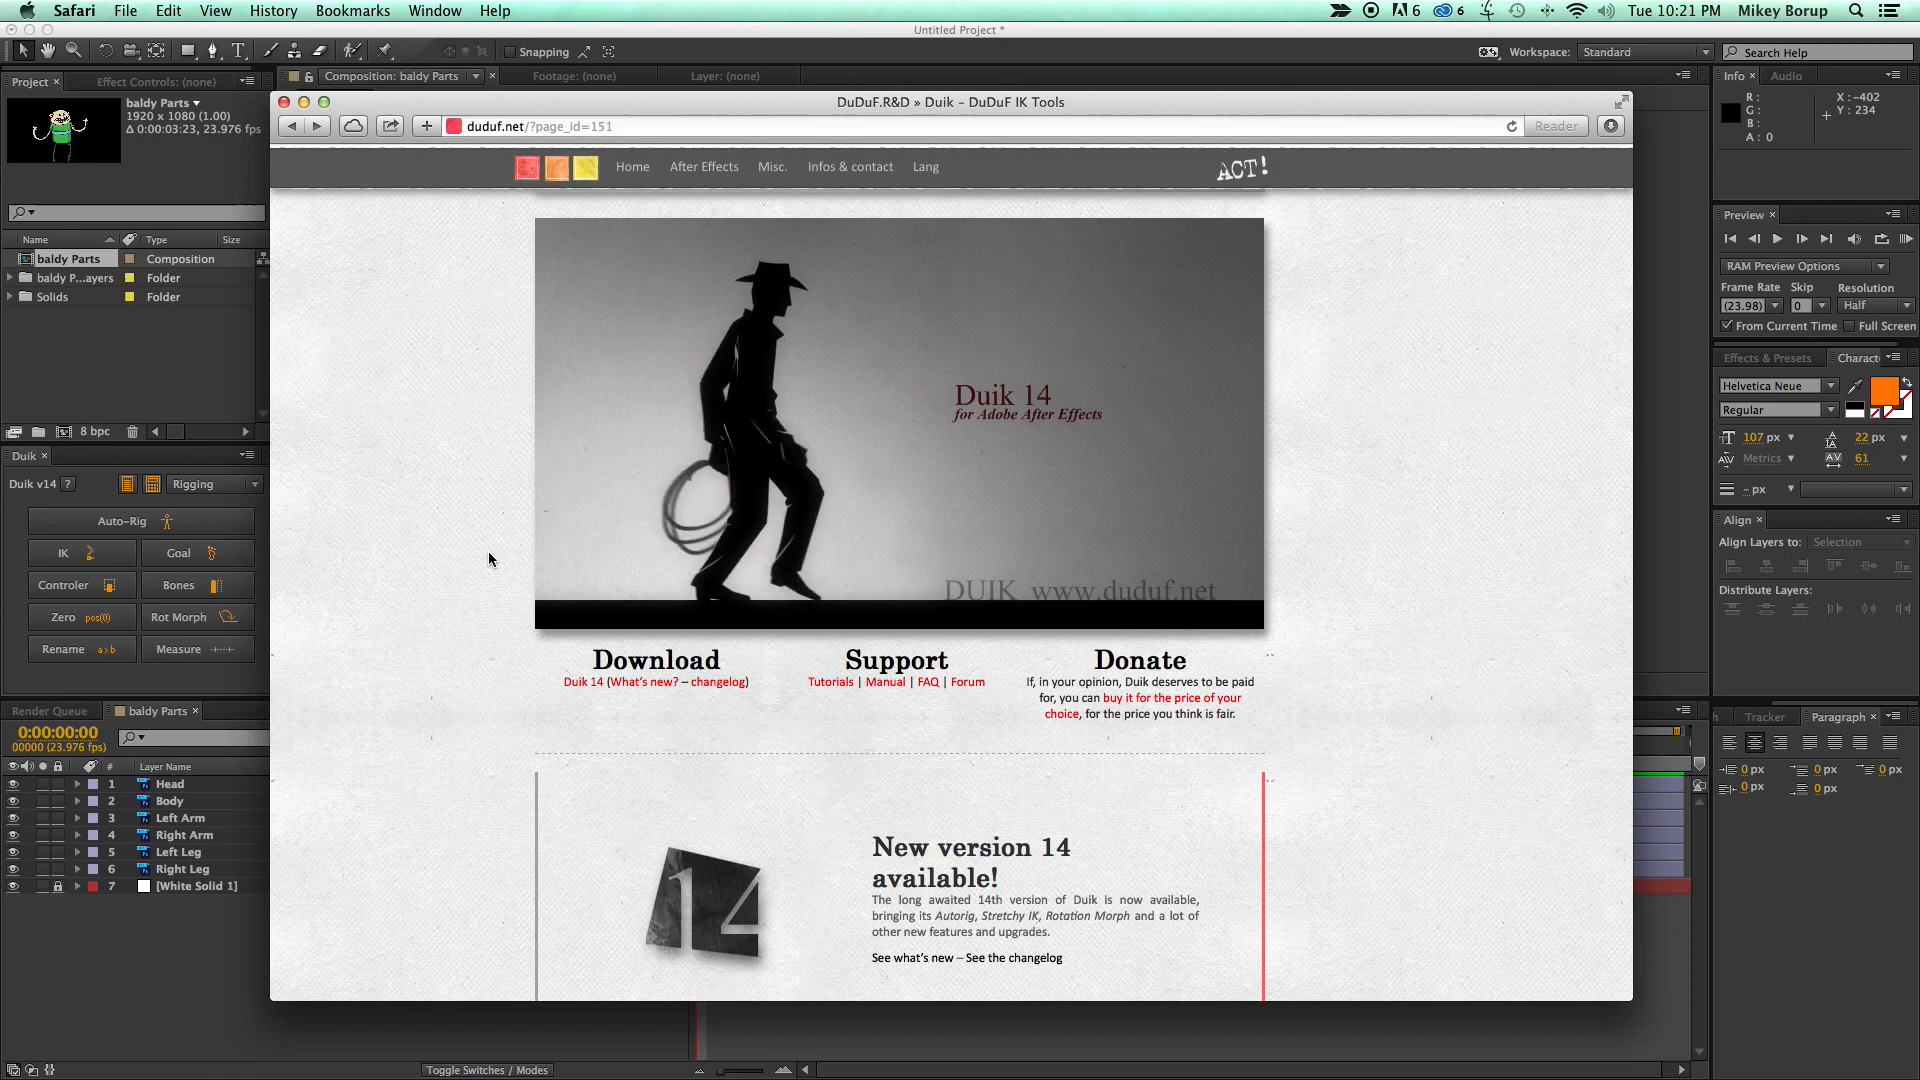 Safari File Edit View History Bookmarks Window Help
6 6 Tue 10:21 PM Mikey Borup
Untitled Project *
Snapping
Workspace: Standard
Search Help
Project × Effect Controls: (none)
Composition: baldy Parts × Footage: (none) Layer: (none)
Info × Audio
baldy Parts
1920 x 1080 (1.00)
Δ 0:00:03:23, 23.976 fps
R:
G:
B:
A: 0
X: -402
Y: 234
DuDuF.R&D » Duik – DuDuF IK Tools
duduf.net/?page_id=151
Reader
Home After Effects Misc. Infos & contact Lang
ACT!
Name Type Size
baldy Parts Composition
baldy P...ayers Folder
Solids Folder
8 bpc
Duik ×
Duik v14 ? Rigging
Auto-Rig
IK Goal
Controler Bones
Zero pos(0) Rot Morph
Rename a>b Measure
Duik 14
for Adobe After Effects
DUIK www.duduf.net
Download
Duik 14 (What's new? – changelog)
Support
Tutorials | Manual | FAQ | Forum
Donate
If, in your opinion, Duik deserves to be paid
for, you can buy it for the price of your
choice, for the price you think is fair.
14
New version 14
available!
The long awaited 14th version of Duik is now available,
bringing its Autorig, Stretchy IK, Rotation Morph and a lot of
other new features and upgrades.
See what's new – See the changelog
Preview ×
RAM Preview Options
Frame Rate Skip Resolution
(23.98) 0 Half
From Current Time Full Screen
Effects & Presets Charact
Helvetica Neue
Regular
107 px 22 px
Metrics 61
- px
Align ×
Align Layers to: Selection
Distribute Layers:
Tracker Paragraph ×
0 px 0 px 0 px
0 px 0 px
Render Queue baldy Parts ×
0:00:00:00
00000 (23.976 fps)
# Layer Name
1 Head
2 Body
3 Left Arm
4 Right Arm
5 Left Leg
6 Right Leg
7 [White Solid 1]
Toggle Switches / Modes